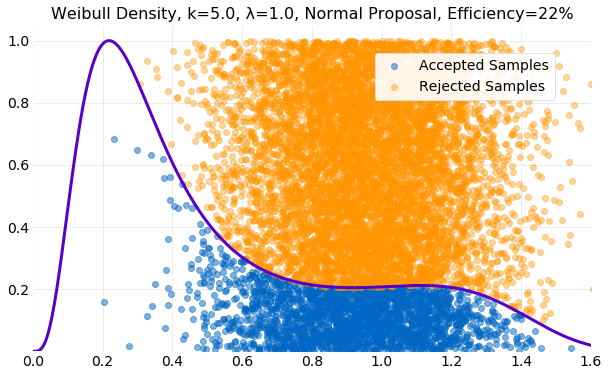 Weibull Density, k=5.0, λ=1.0, Normal Proposal, Efficiency=22%
1.0
Accepted Samples
Rejected Samples
0.8
0.6
0.4
0.2
0.0 0.2 0.4 0.6 0.8 1.0 1.2 1.4 1.6